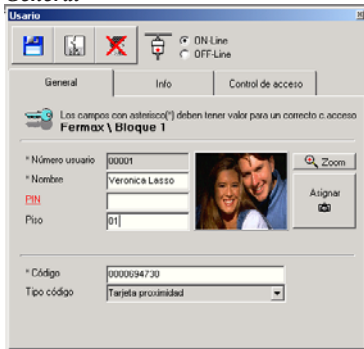 General
Usario
ON-Line
OFF-Line
General Info Control de acceso
Los campos con asterisco(*) deben tener valor para un correcto c.acceso
Fermax \ Bloque 1
* Número usuario 00001
Zoom
* Nombre Veronica Lasso
Asignar
PIN
Piso 01
* Código 0000694730
Tipo código Tarjeta proximidad